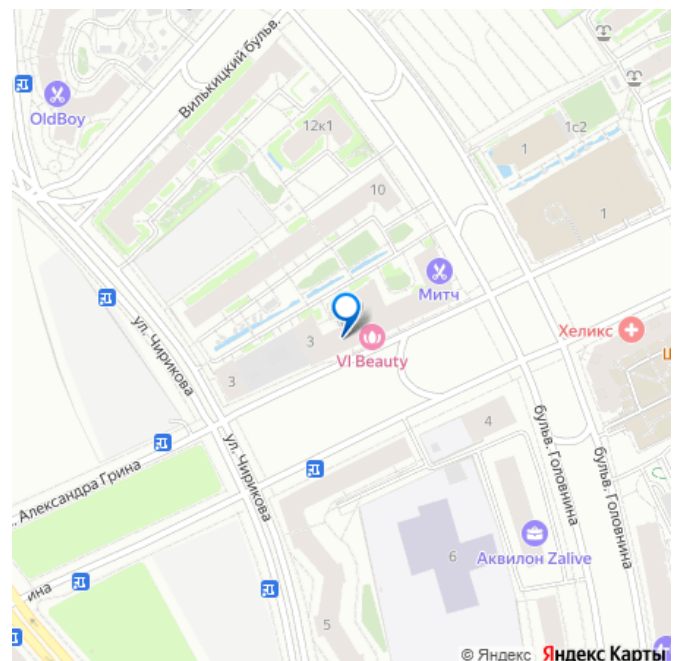 Вилькицкий бульв.
OldBoy
12к1
1с2
1
10
1
Митч
ул. Чирикова
3
Хеликс
VI Beauty
3
4
ул. Чирикова
бульв. Головнина
бульв. Головнина
. Александра Грина
Аквилон Zalive
6
ина
5
© Яндекс Яндекс Карты